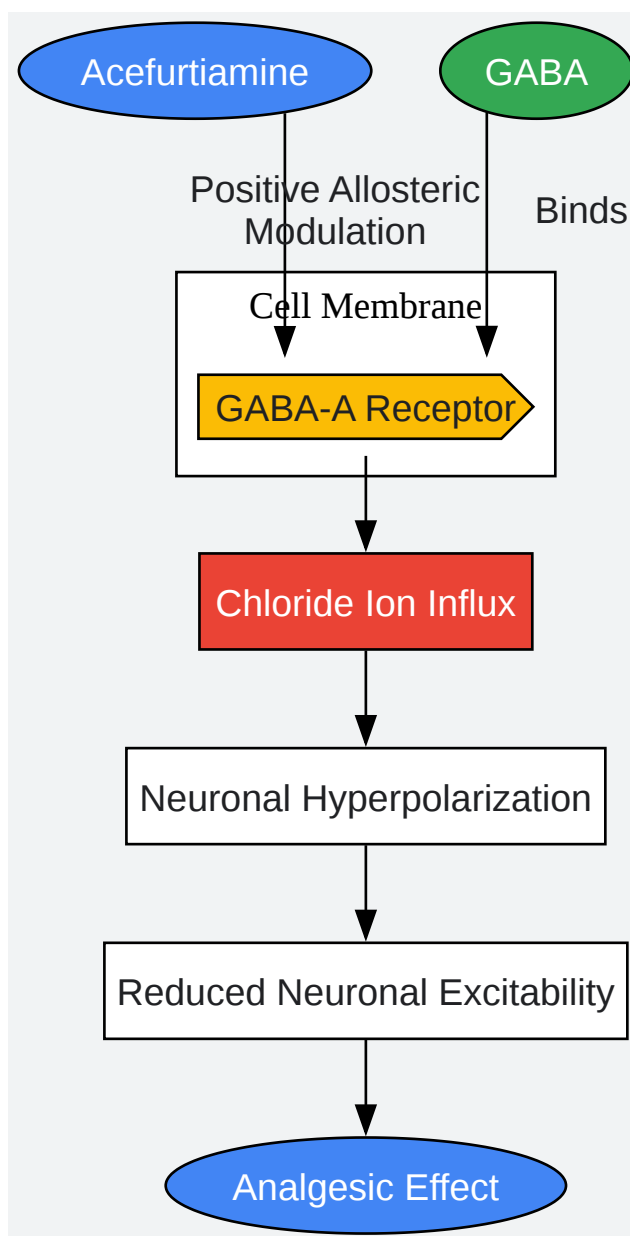 Acefurtiamine
GABA
Positive Allosteric
Modulation
Binds
Cell Membrane
GABA-A Receptor
Chloride Ion Influx
Neuronal Hyperpolarization
Reduced Neuronal Excitability
Analgesic Effect